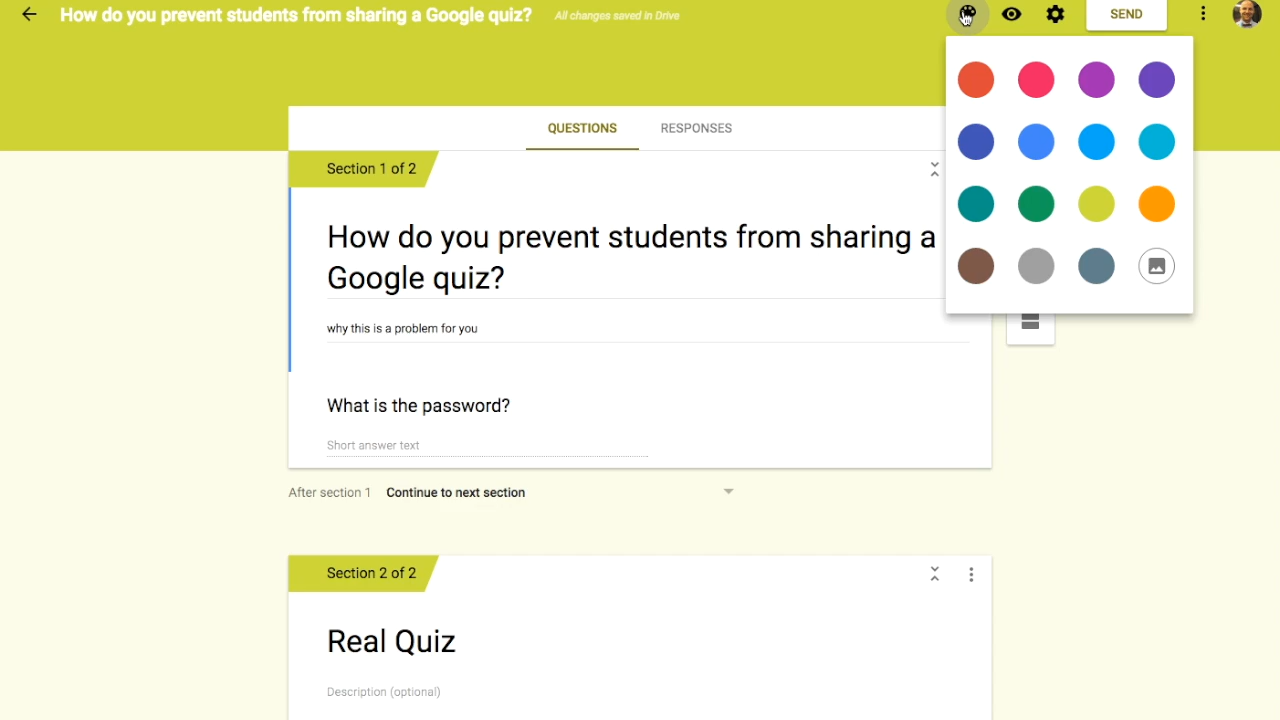 How do you prevent students from sharing a Google quiz? All changes saved in Drive SEND
QUESTIONS RESPONSES
Section 1 of 2
How do you prevent students from sharing a
Google quiz?
why this is a problem for you
What is the password?
Short answer text
After section 1 Continue to next section
Section 2 of 2
Real Quiz
Description (optional)